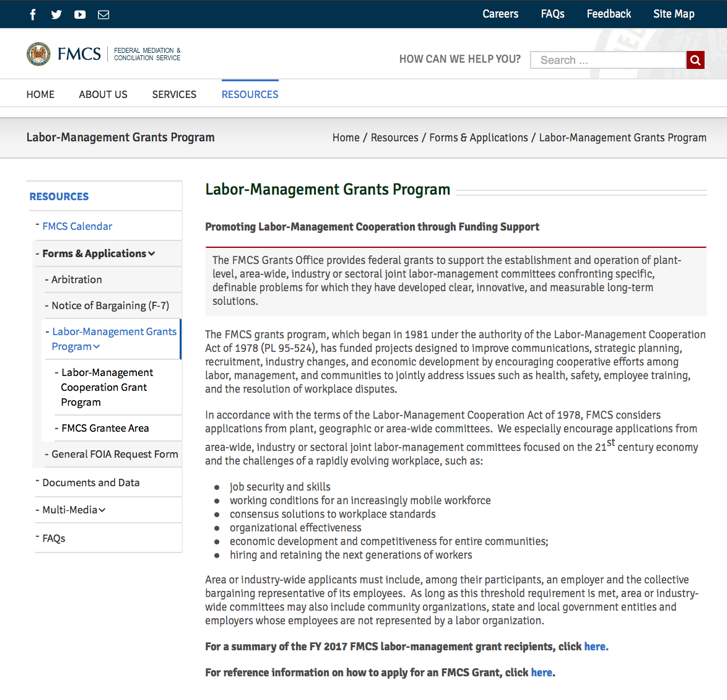 Careers FAQs Feedback Site Map
FMCS FEDERAL MEDIATION &
CONCILIATION SERVICE
HOW CAN WE HELP YOU? Search ...
HOME ABOUT US SERVICES RESOURCES
Labor-Management Grants Program
Home / Resources / Forms & Applications / Labor-Management Grants Program
RESOURCES
- FMCS Calendar
- Forms & Applications
- Arbitration
- Notice of Bargaining (F-7)
- Labor-Management Grants
Program
- Labor-Management
Cooperation Grant
Program
- FMCS Grantee Area
- General FOIA Request Form
- Documents and Data
- Multi-Media
- FAQs
Labor-Management Grants Program
Promoting Labor-Management Cooperation through Funding Support
The FMCS Grants Office provides federal grants to support the establishment and operation of plant-
level, area-wide, industry or sectoral joint labor-management committees confronting specific,
definable problems for which they have developed clear, innovative, and measurable long-term
solutions.
The FMCS grants program, which began in 1981 under the authority of the Labor-Management Cooperation
Act of 1978 (PL 95-524), has funded projects designed to improve communications, strategic planning,
recruitment, industry changes, and economic development by encouraging cooperative efforts among
labor, management, and communities to jointly address issues such as health, safety, employee training,
and the resolution of workplace disputes.
In accordance with the terms of the Labor-Management Cooperation Act of 1978, FMCS considers
applications from plant, geographic or area-wide committees. We especially encourage applications from
area-wide, industry or sectoral joint labor-management committees focused on the 21st century economy
and the challenges of a rapidly evolving workplace, such as:
● job security and skills
● working conditions for an increasingly mobile workforce
● consensus solutions to workplace standards
● organizational effectiveness
● economic development and competitiveness for entire communities;
● hiring and retaining the next generations of workers
Area or industry-wide applicants must include, among their participants, an employer and the collective
bargaining representative of its employees. As long as this threshold requirement is met, area or industry-
wide committees may also include community organizations, state and local government entities and
employers whose employees are not represented by a labor organization.
For a summary of the FY 2017 FMCS labor-management grant recipients, click here.
For reference information on how to apply for an FMCS Grant, click here.